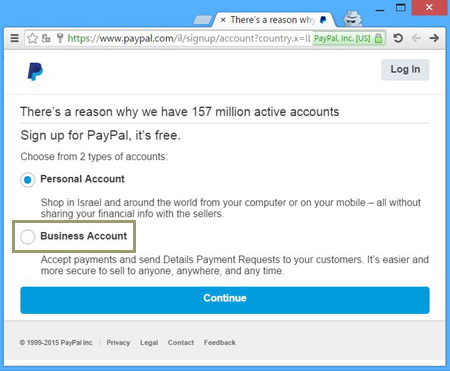 There's a reason why
https://www.paypal.com/il/signup/account?country.x=IL
PayPal, Inc. [US]
Log In
There's a reason why we have 157 million active accounts
Sign up for PayPal, it's free.
Choose from 2 types of accounts:
Personal Account
Shop in Israel and around the world from your computer or on your mobile – all without
sharing your financial info with the sellers.
Business Account
Accept payments and send Details Payment Requests to your customers. It's easier and
more secure to sell to anyone, anywhere, and any time.
Continue
© 1999-2015 PayPal Inc. | Privacy Legal Contact Feedback